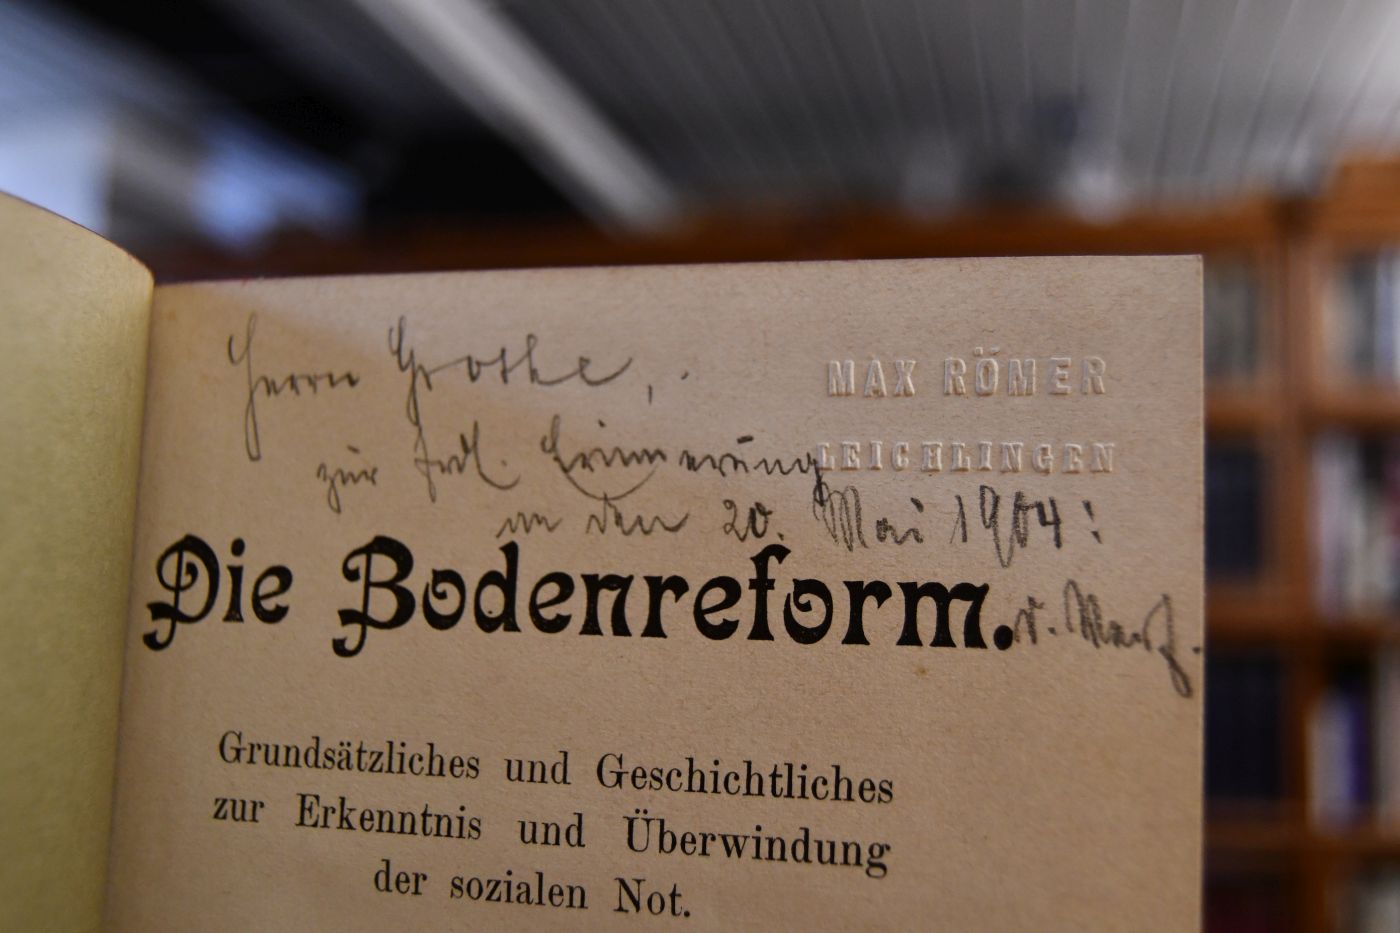 Herrn Grothe,
MAX RÖMER
zur frdl. Erinnerung
LEICHLINGEN
an den 20. Mai 1904:
Die Bodenreform.
v.
Grundsätzliches und Geschichtliches
zur Erkenntnis und Überwindung
der sozialen Not.